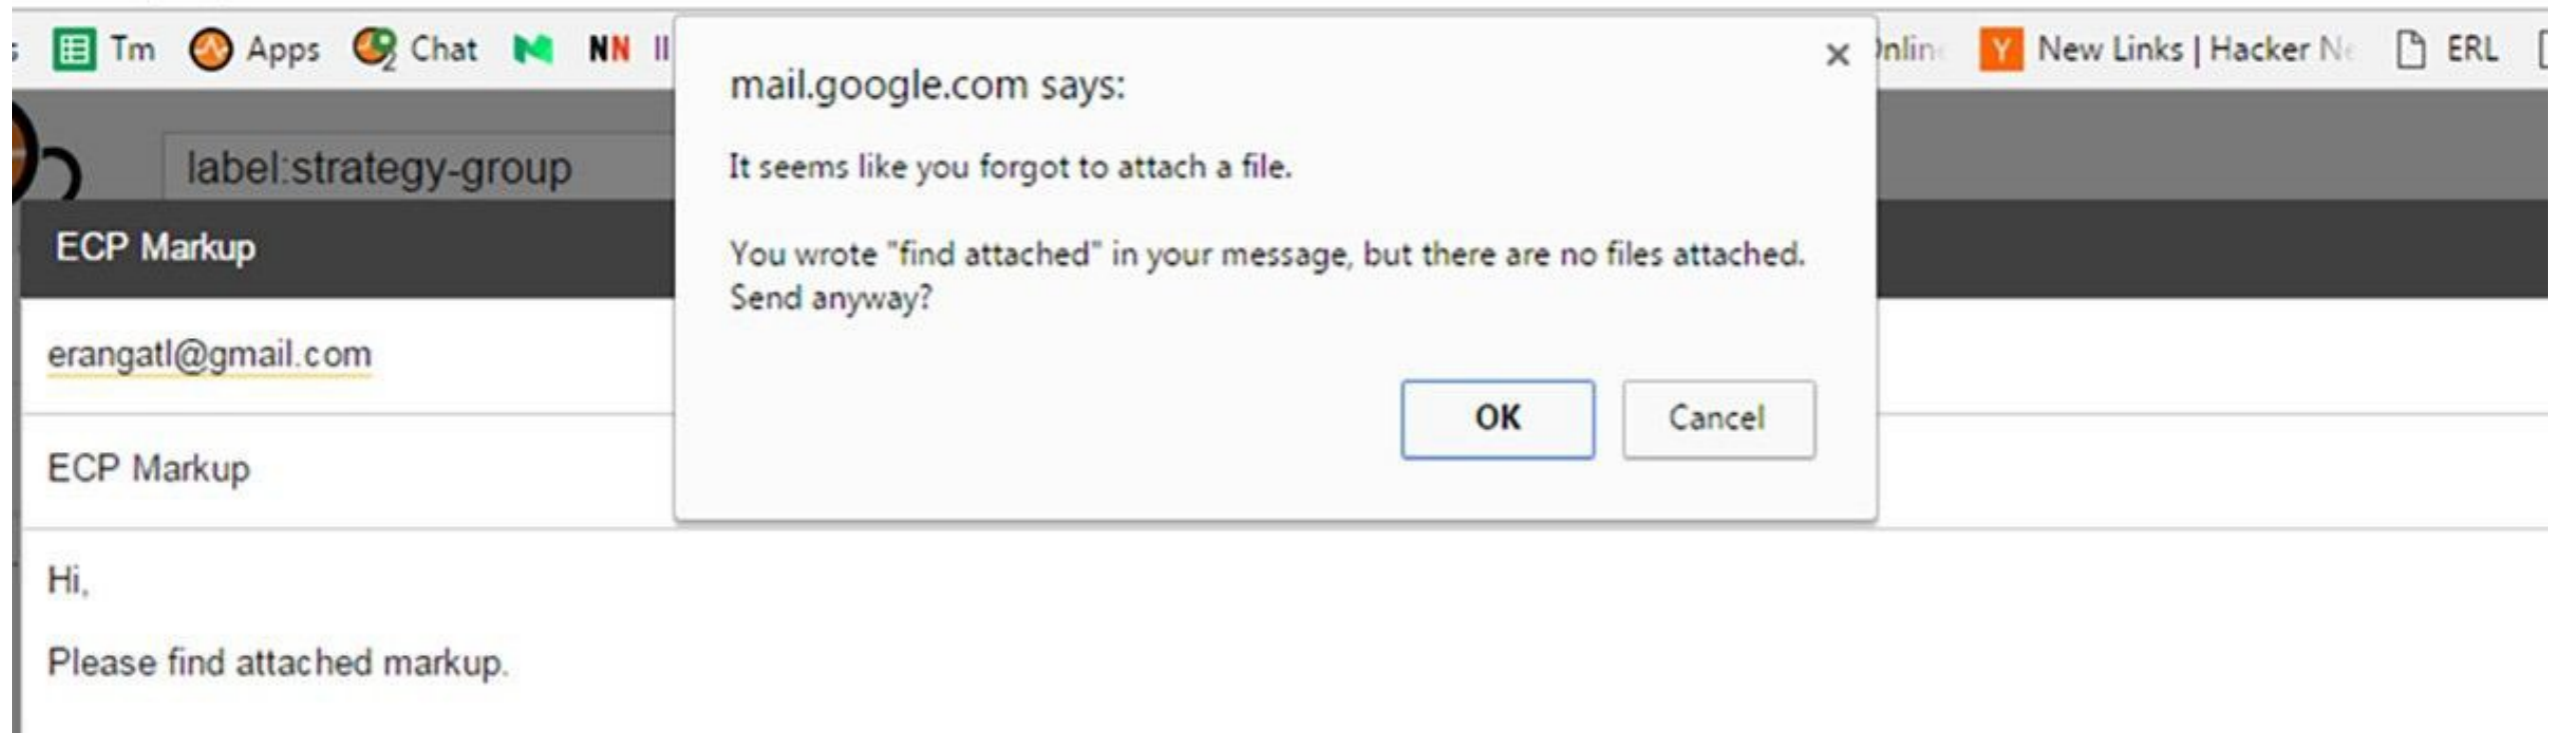 Tm Apps Chat NN New Links | Hacker ERL
mail.google.com says:
label:strategy-group
It seems like you forgot to attach a file.
ECP Markup
You wrote "find attached" in your message, but there are no files attached.
Send anyway?
erangatl@gmail.com
OK Cancel
ECP Markup
Hi,
Please find attached markup.